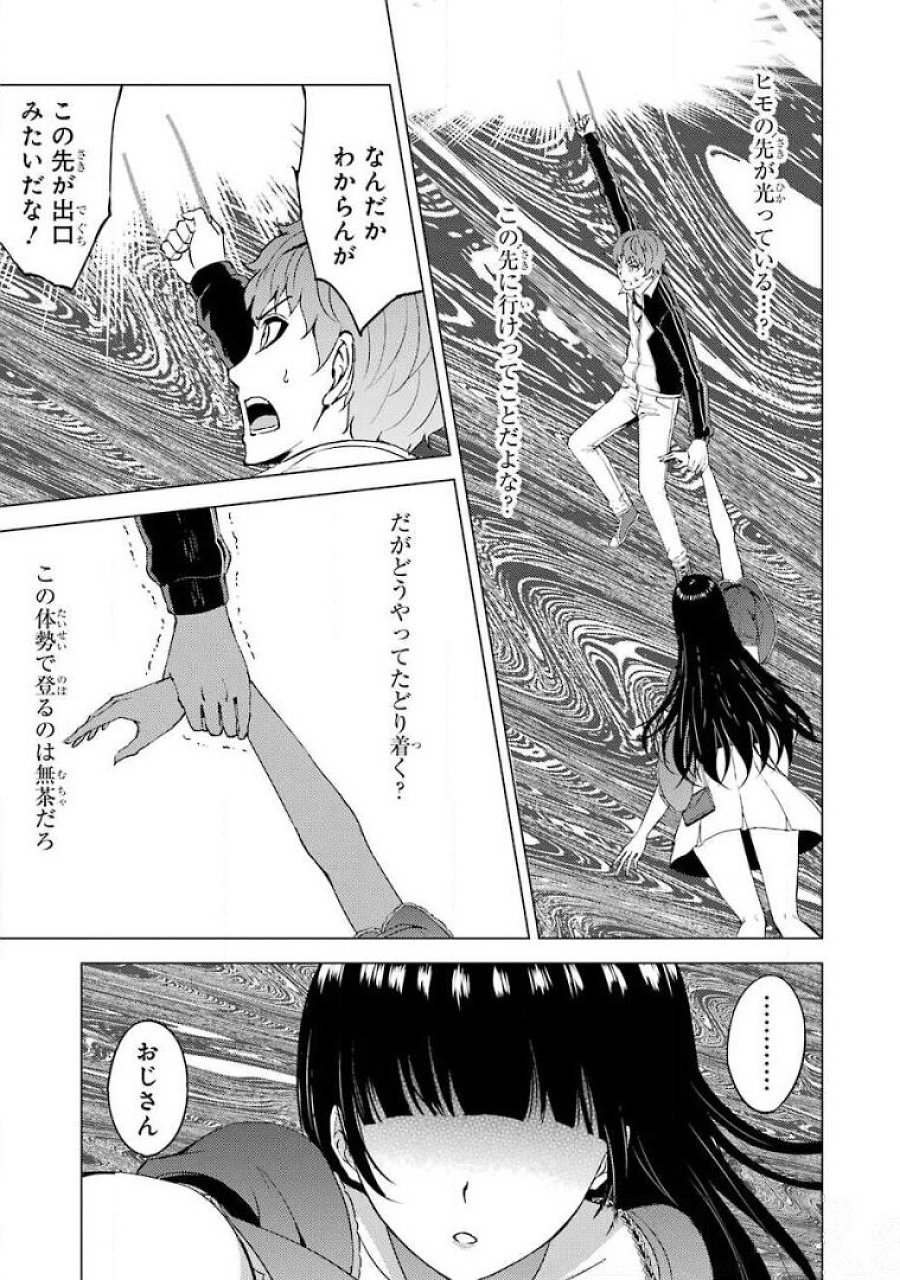 ヒモの先が光っている…？
この先に行けってことだよな？
なんだか
わからんが
この先が出口
みたいだな！
だがどうやってたどり着く？
この体勢で登るのは無茶だろ
………
おじさん